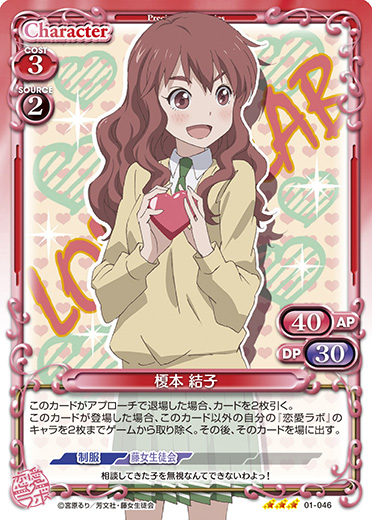 Character
COST
3
SOURCE
2
40 AP
DP 30
榎本 結子
このカードがアプローチで退場した場合、カードを2枚引く。
このカードが登場した場合、このカード以外の自分の『恋愛ラボ』の
キャラを2枚までゲームから取り除く。その後、そのカードを場に出す。
制服 藤女生徒会
相談してきた子を無視なんてできないわよっ!
恋愛ラボ
©宮原るり/芳文社・藤女生徒会
01-046